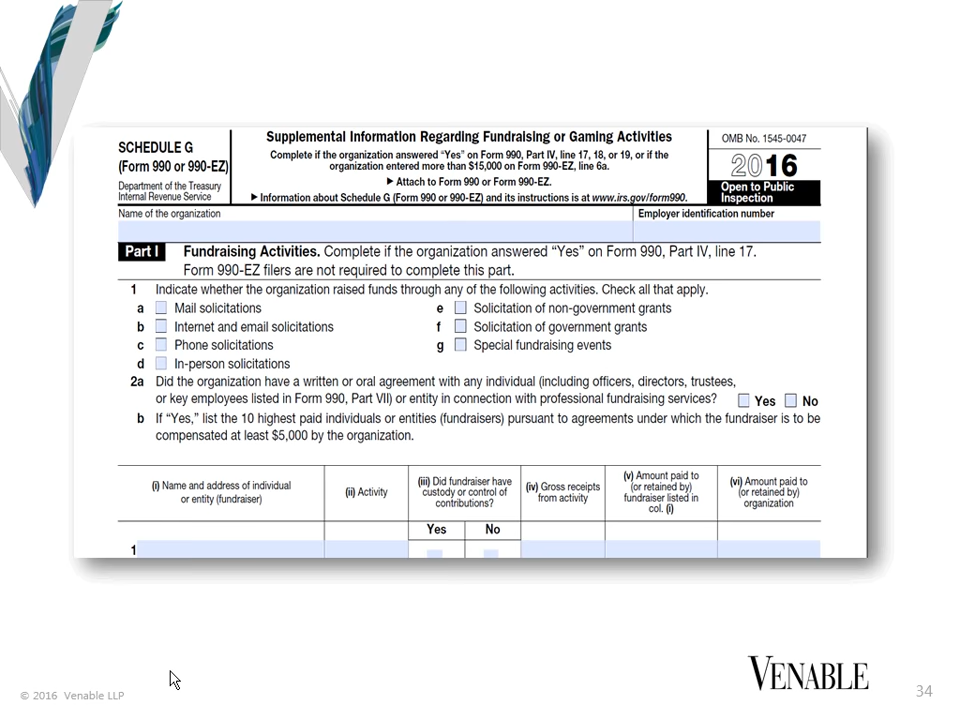 SCHEDULE G
(Form 990 or 990-EZ)
Department of the Treasury
Internal Revenue Service
Supplemental Information Regarding Fundraising or Gaming Activities
Complete if the organization answered “Yes” on Form 990, Part IV, line 17, 18, or 19, or if the
organization entered more than $15,000 on Form 990-EZ, line 6a.
▶ Attach to Form 990 or Form 990-EZ.
▶ Information about Schedule G (Form 990 or 990-EZ) and its instructions is at www.irs.gov/form990.
OMB No. 1545-0047
2016
Open to Public
Inspection
Name of the organization
Employer identification number
Part I Fundraising Activities. Complete if the organization answered “Yes” on Form 990, Part IV, line 17.
Form 990-EZ filers are not required to complete this part.
1 Indicate whether the organization raised funds through any of the following activities. Check all that apply.
a Mail solicitations
b Internet and email solicitations
c Phone solicitations
d In-person solicitations
e Solicitation of non-government grants
f Solicitation of government grants
g Special fundraising events
2a Did the organization have a written or oral agreement with any individual (including officers, directors, trustees,
or key employees listed in Form 990, Part VII) or entity in connection with professional fundraising services? Yes No
b If “Yes,” list the 10 highest paid individuals or entities (fundraisers) pursuant to agreements under which the fundraiser is to be
compensated at least $5,000 by the organization.
(i) Name and address of individual
or entity (fundraiser)
(ii) Activity
(iii) Did fundraiser have
custody or control of
contributions?
(iv) Gross receipts
from activity
(v) Amount paid to
(or retained by)
fundraiser listed in
col. (i)
(vi) Amount paid to
(or retained by)
organization
Yes No
1
© 2016 Venable LLP
VENABLE
34